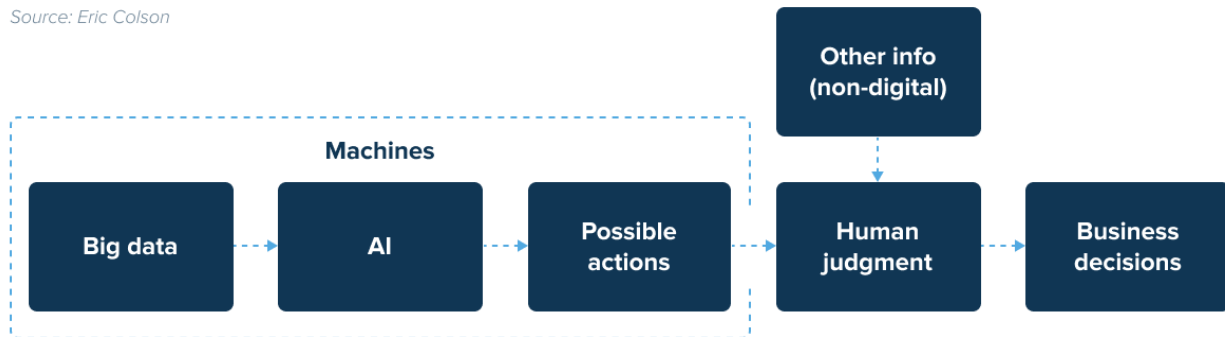 Source: Eric Colson
Other info
(non-digital)
Machines
Big data
AI
Possible
actions
Human
judgment
Business
decisions